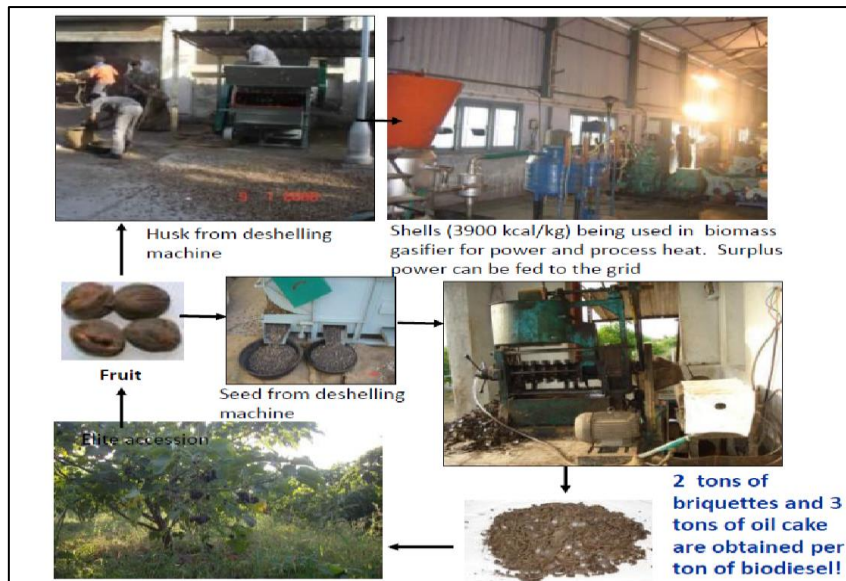 9 7 2006
Husk from deshelling
machine
Shells (3900 kcal/kg) being used in biomass
gasifier for power and process heat. Surplus
power can be fed to the grid
Fruit
Seed from deshelling
machine
Elite accession
2 tons of
briquettes and 3
tons of oil cake
are obtained per
ton of biodiesel!